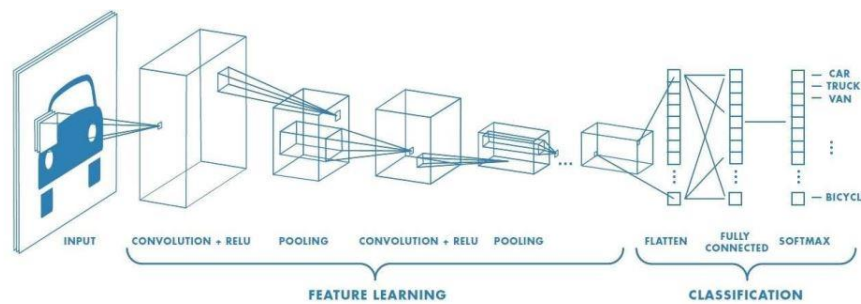 CAR
TRUCK
VAN
BICYCL
INPUT
CONVOLUTION + RELU
POOLING
CONVOLUTION + RELU
POOLING
FLATTEN
FULLY
CONNECTED
SOFTMAX
FEATURE LEARNING
CLASSIFICATION